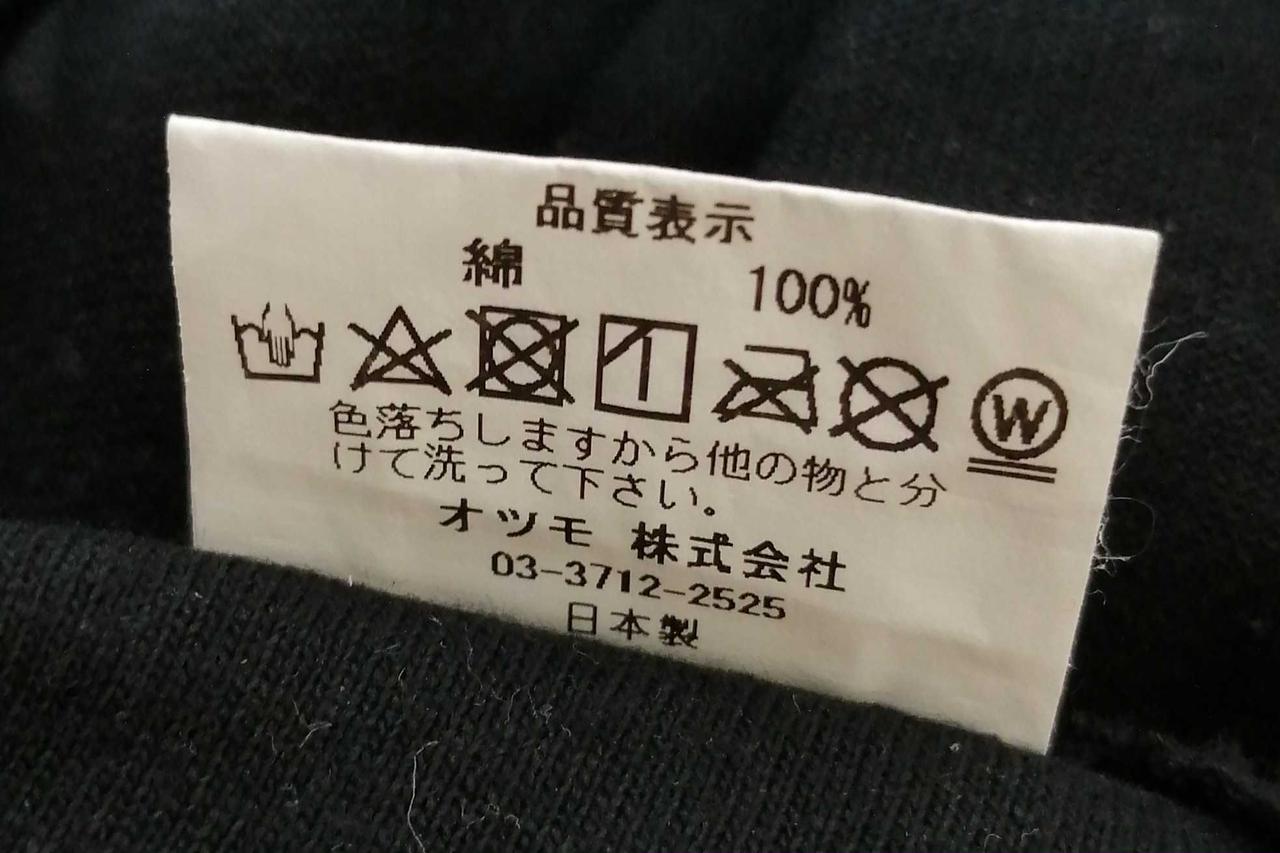 品質表示
綿 100%
W
色落ちしますから他の物と分
けて洗って下さい。
オツモ 株式会社
03-3712-2525
日本製